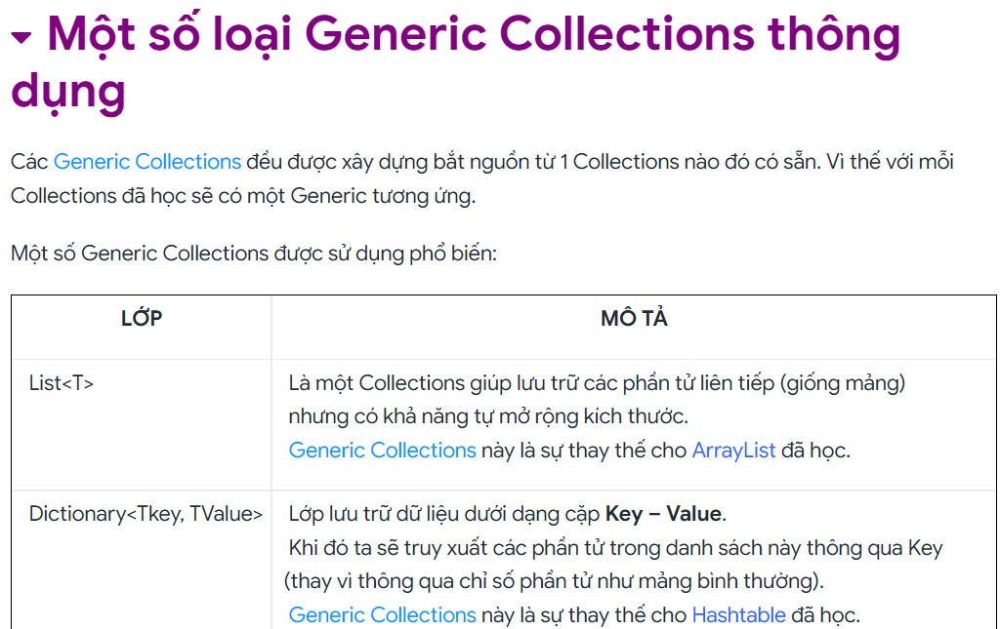 Một số loại Generic Collections thông
dụng
Các Generic Collections đều được xây dựng bắt nguồn từ 1 Collections nào đó có sẵn. Vì thế với mỗi
Collections đã học sẽ có một Generic tương ứng.
Một số Generic Collections được sử dụng phổ biến:
LỚP
MÔ TẢ
List<T>
Là một Collections giúp lưu trữ các phần tử liên tiếp (giống mảng)
nhưng có khả năng tự mở rộng kích thước.
Generic Collections này là sự thay thế cho ArrayList đã học.
Dictionary<Tkey, TValue>
Lớp lưu trữ dữ liệu dưới dạng cặp Key – Value.
Khi đó ta sẽ truy xuất các phần tử trong danh sách này thông qua Key
(thay vì thông qua chỉ số phần tử như mảng bình thường).
Generic Collections này là sự thay thế cho Hashtable đã học.